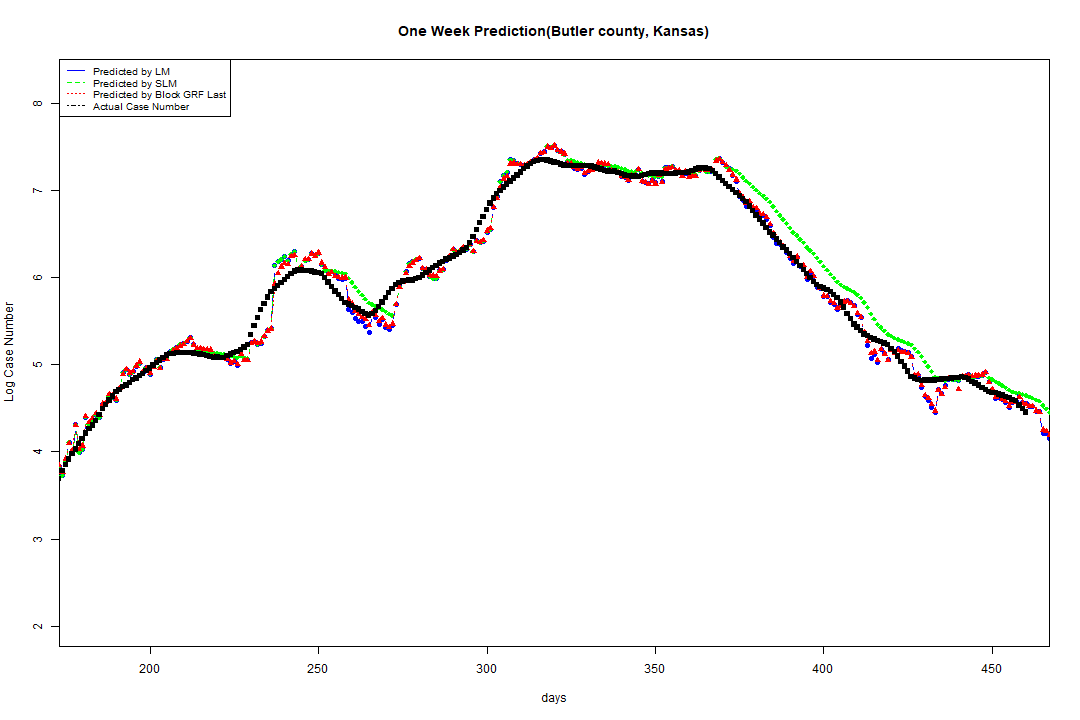 One Week Prediction(Butler county, Kansas)
Predicted by LM
Predicted by SLM
Predicted by Block GRF Last
Actual Case Number
8
7
6
5
4
3
2
Log Case Number
200 250 300 350 400 450
days